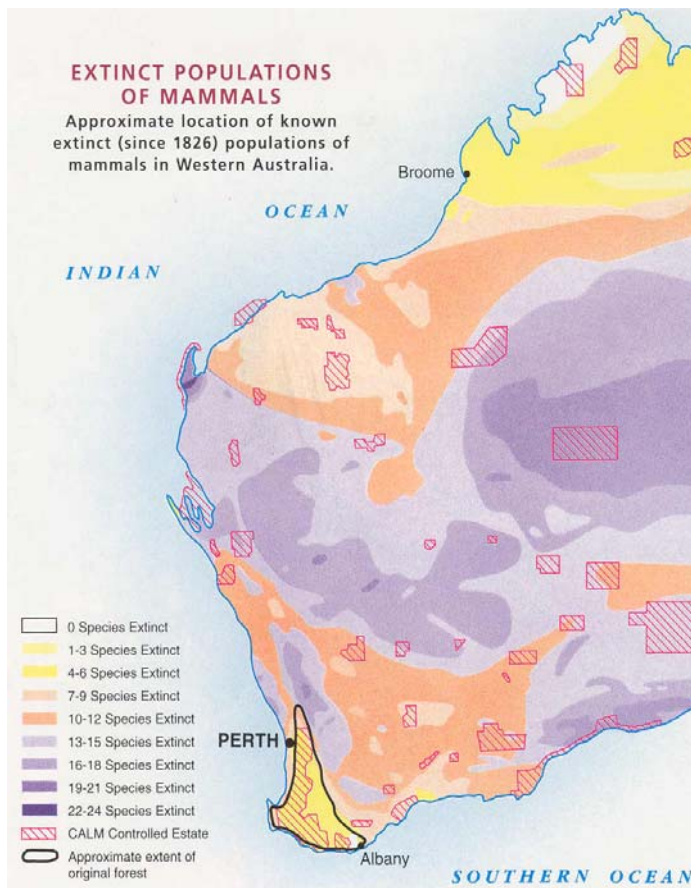 EXTINCT POPULATIONS
OF MAMMALS
Approximate location of known
extinct (since 1826) populations of
mammals in Western Australia.
Broome
OCEAN
INDIAN
0 Species Extinct
1-3 Species Extinct
4-6 Species Extinct
7-9 Species Extinct
10-12 Species Extinct
13-15 Species Extinct
16-18 Species Extinct
19-21 Species Extinct
22-24 Species Extinct
CALM Controlled Estate
Approximate extent of
original forest
PERTH
Albany
SOUTHERN OCEAN